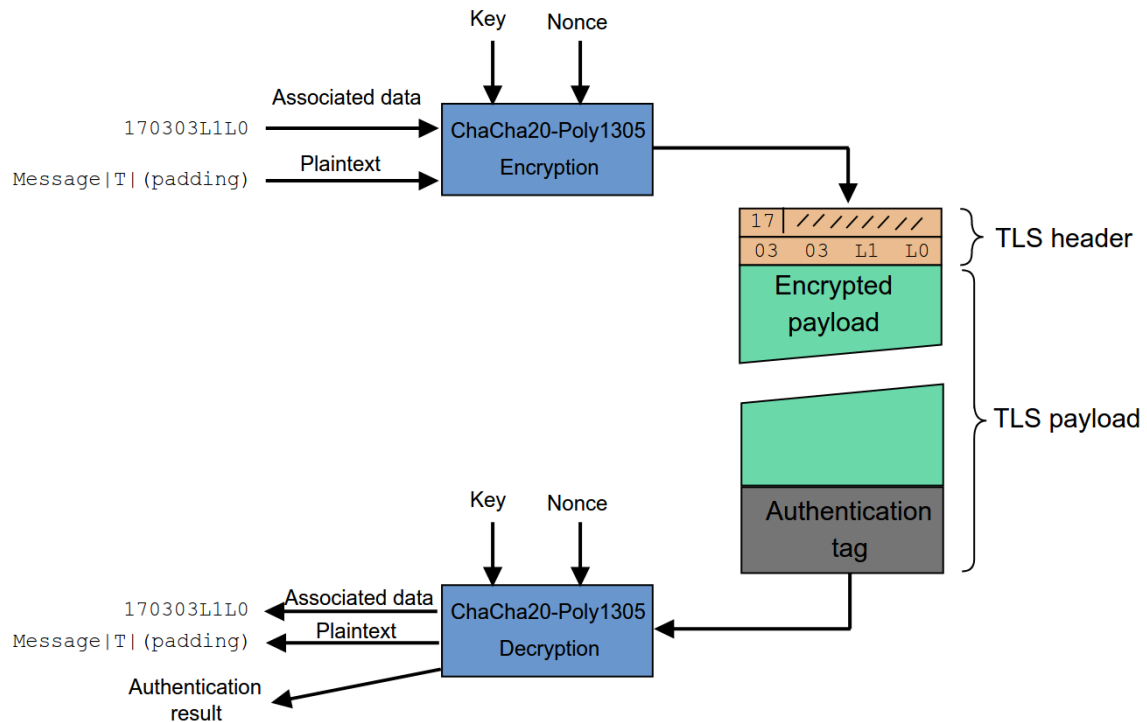 Key
Nonce
Associated data
170303L1L0
ChaCha20-Poly1305
Encryption
Plaintext
Message|T|(padding)
17
03 03 L1 L0
TLS header
Encrypted
payload
TLS payload
Authentication
tag
Key
Nonce
Associated data
170303L1L0
ChaCha20-Poly1305
Decryption
Plaintext
Message|T|(padding)
Authentication
result